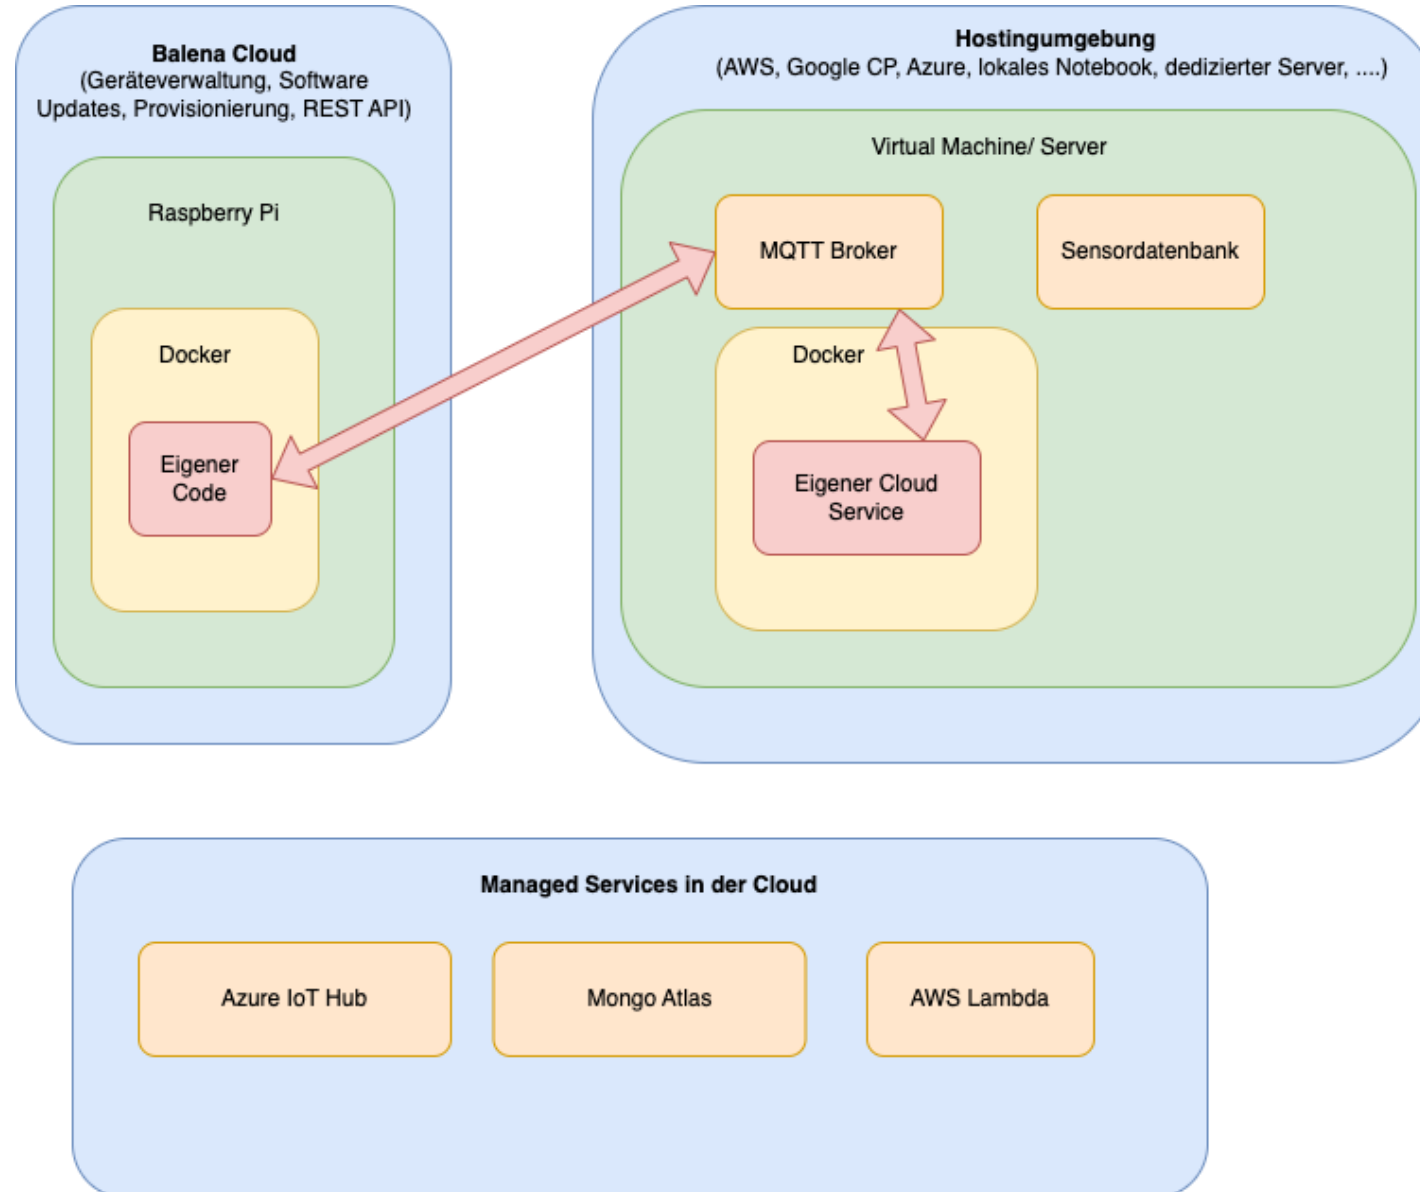 Balena Cloud
(Geräteverwaltung, Software
Updates, Provisionierung, REST API)
Raspberry Pi
Docker
Eigener
Code
Hostingumgebung
(AWS, Google CP, Azure, lokales Notebook, dedizierter Server, ....)
Virtual Machine/ Server
MQTT Broker
Sensordatenbank
Docker
Eigener Cloud
Service
Managed Services in der Cloud
Azure IoT Hub
Mongo Atlas
AWS Lambda